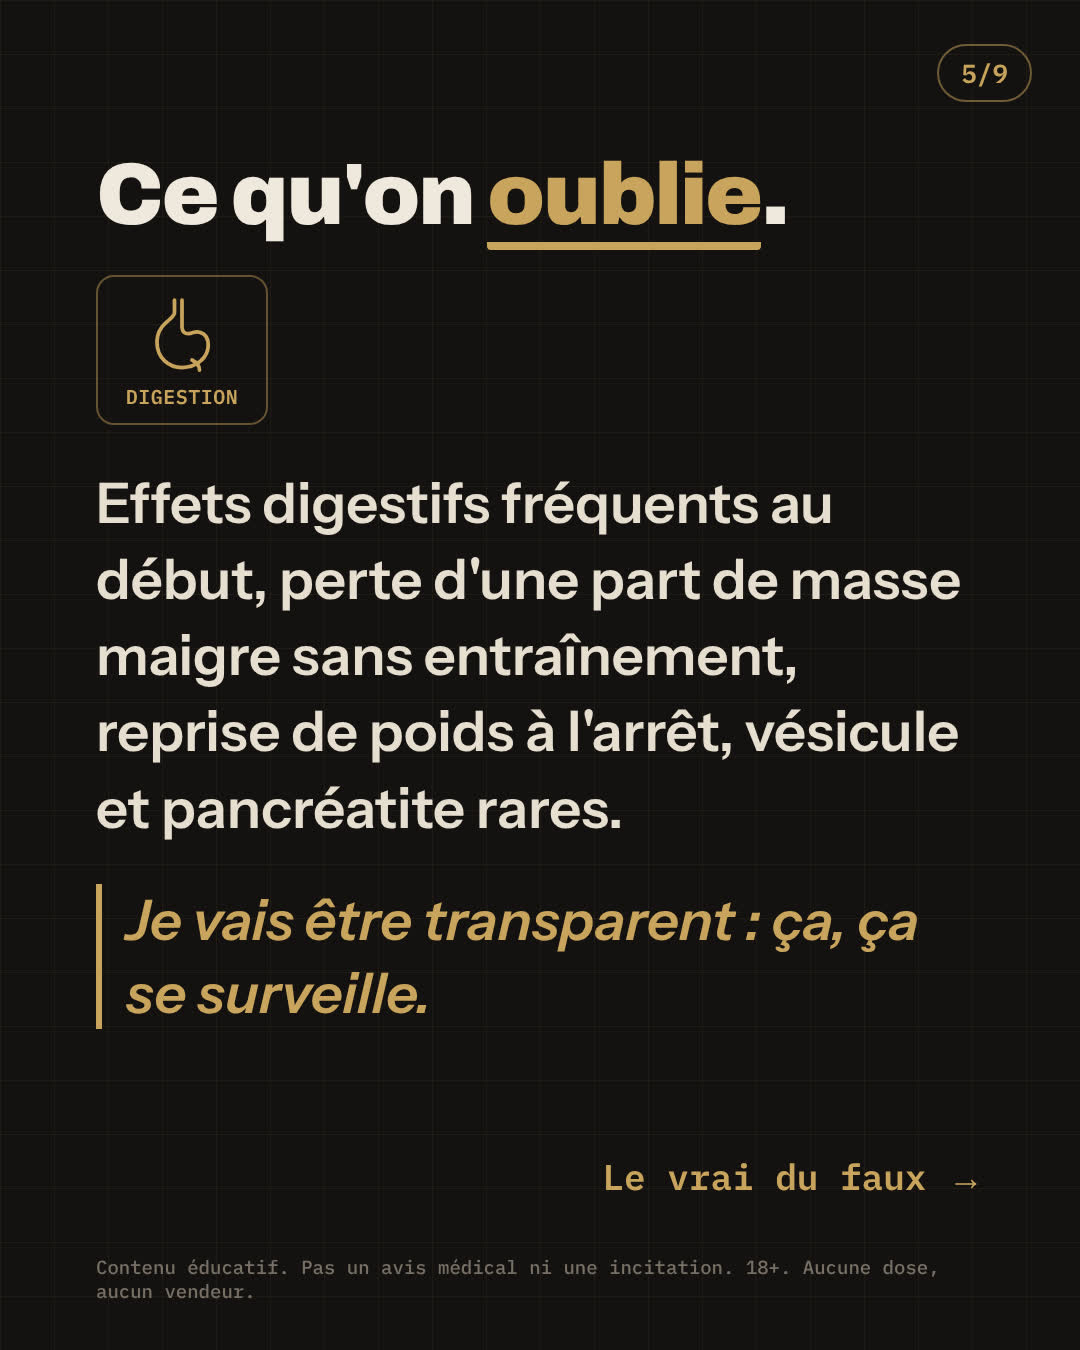 5/9
Ce qu'on oublie.
DIGESTION
Effets digestifs fréquents au
début, perte d'une part de masse
maigre sans entraînement,
reprise de poids à l'arrêt, vésicule
et pancréatite rares.
Je vais être transparent : ça, ça
se surveille.
Le vrai du faux →
Contenu éducatif. Pas un avis médical ni une incitation. 18+. Aucune dose,
aucun vendeur.